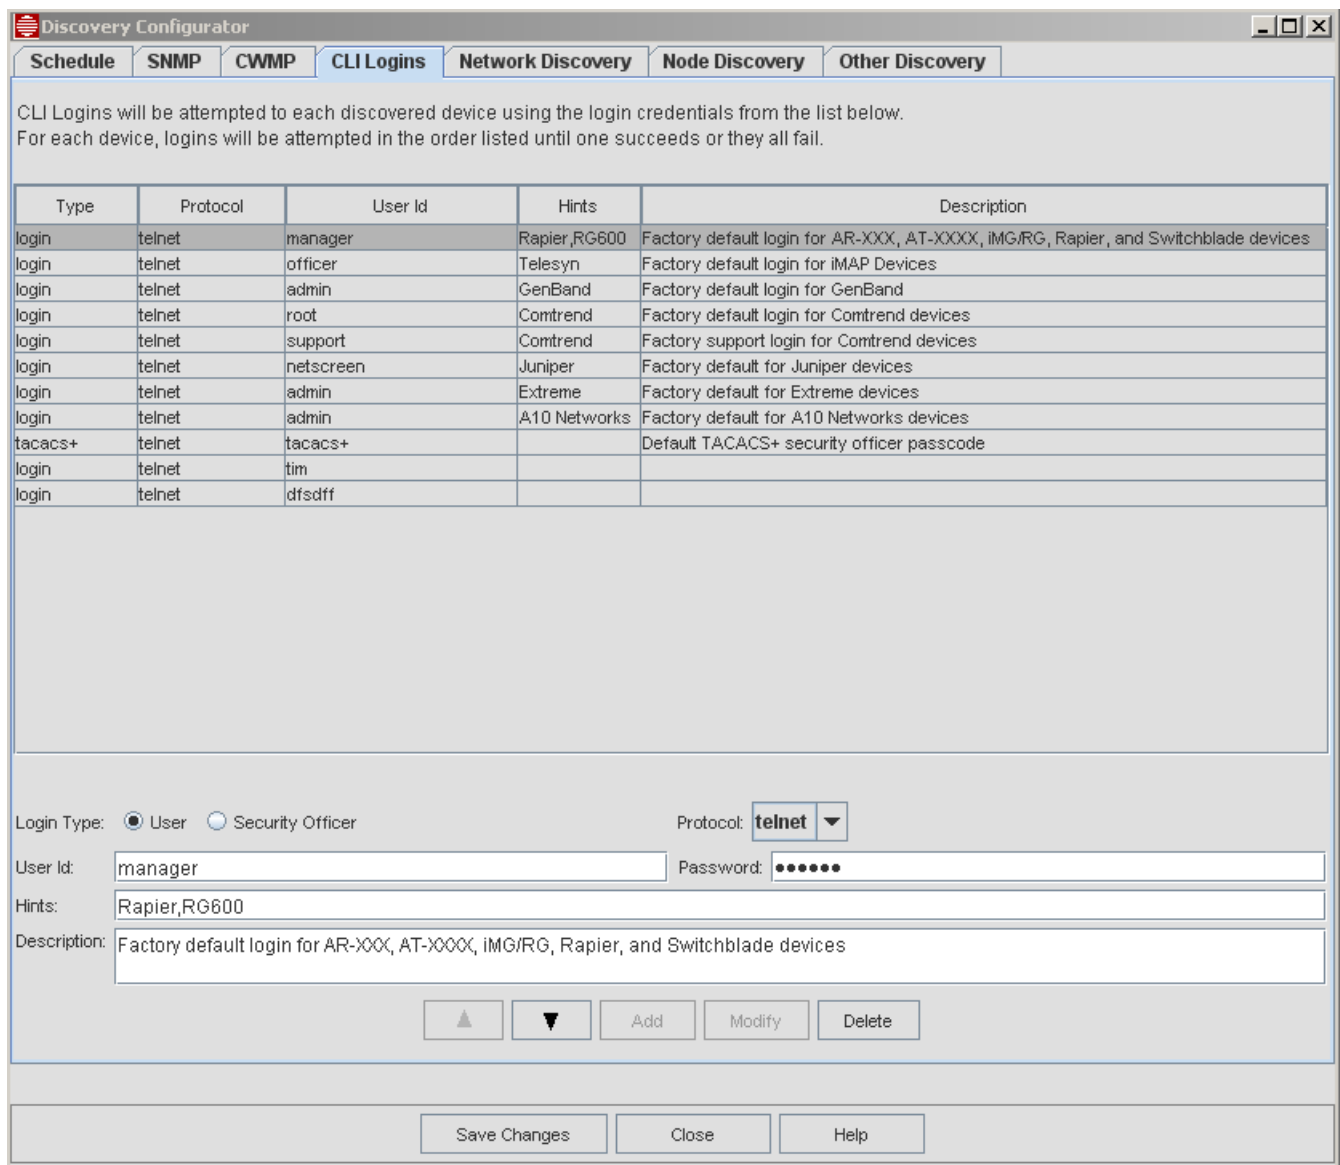 Discovery Configurator
Schedule SNMP CWMP CLI Logins Network Discovery Node Discovery Other Discovery
CLI Logins will be attempted to each discovered device using the login credentials from the list below.
For each device, logins will be attempted in the order listed until one succeeds or they all fail.
Type Protocol User Id Hints Description
login telnet manager Rapier,RG600 Factory default login for AR-XXX, AT-XXXX, iMG/RG, Rapier, and Switchblade devices
login telnet officer Telesyn Factory default login for iMAP Devices
login telnet admin GenBand Factory default login for GenBand
login telnet root Comtrend Factory default login for Comtrend devices
login telnet support Comtrend Factory support login for Comtrend devices
login telnet netscreen Juniper Factory default for Juniper devices
login telnet admin Extreme Factory default for Extreme devices
login telnet admin A10 Networks Factory default for A10 Networks devices
tacacs+ telnet tacacs+ Default TACACS+ security officer passcode
login telnet tim
login telnet dfsdff
Login Type: User Security Officer Protocol: telnet
User Id: manager Password: ●●●●●●
Hints: Rapier,RG600
Description: Factory default login for AR-XXX, AT-XXXX, iMG/RG, Rapier, and Switchblade devices
Add Modify Delete
Save Changes Close Help